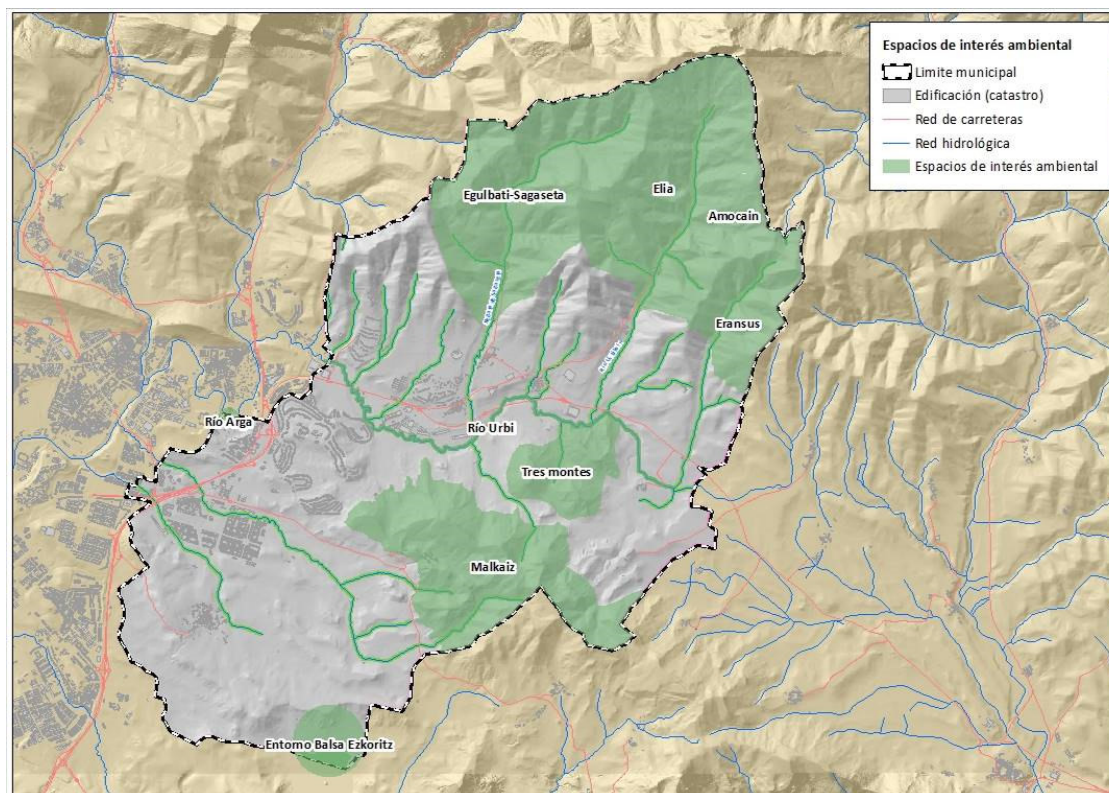 Espacios de interés ambiental
Limite municipal
Edificación (catastro)
Red de carreteras
Red hidrológica
Espacios de interés ambiental
Egulbati-Sagaseta
Elia
Amocain
Eransus
Río Arga
Río Urbi
Tres montes
Malkaiz
Entorno Balsa Ezkoritz